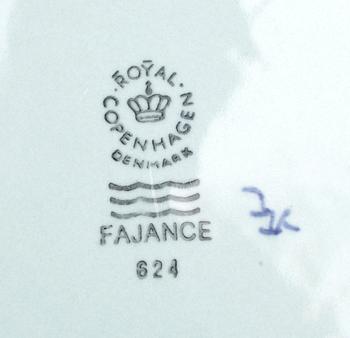 ROYAL
COPENHAGEN
DENMARK
FAJANCE
624